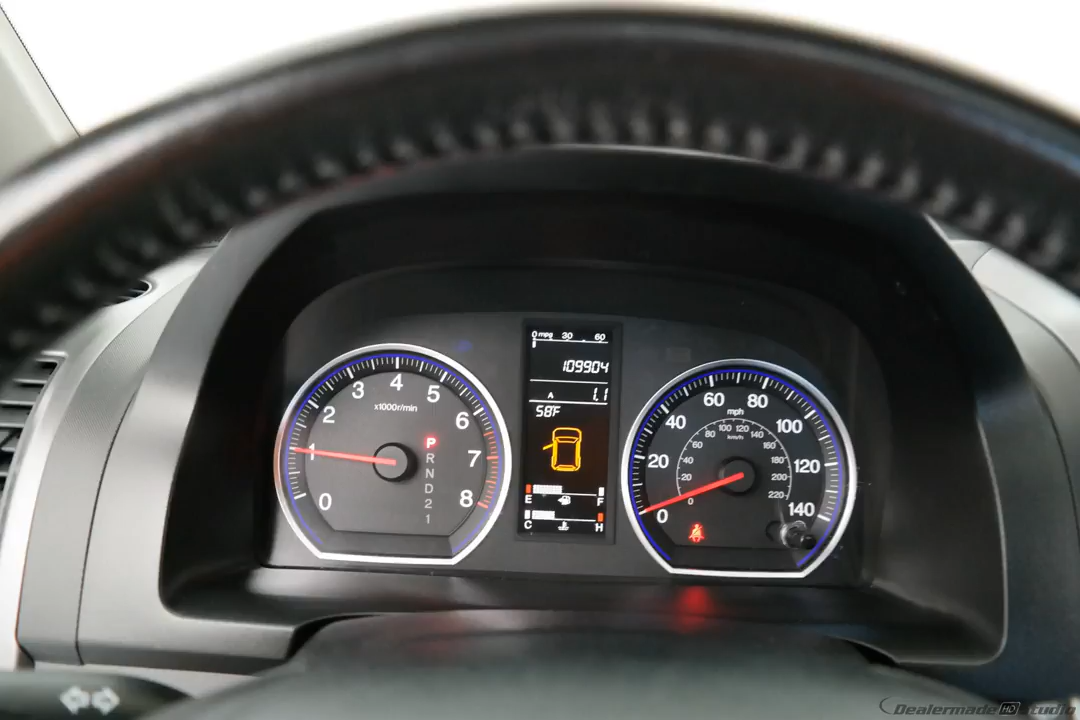 0 1 2 3 4 5 6 7 8
x1000r/min
P
R
N
D
2
1
0 mpg 30 60
109904
A 1.1
58°F
E F
C H
0 20 40 60 80 100 120 140
mph
0 20 40 60 80 100 120 140 160 180 200 220
km/h
Dealermade HD Studio